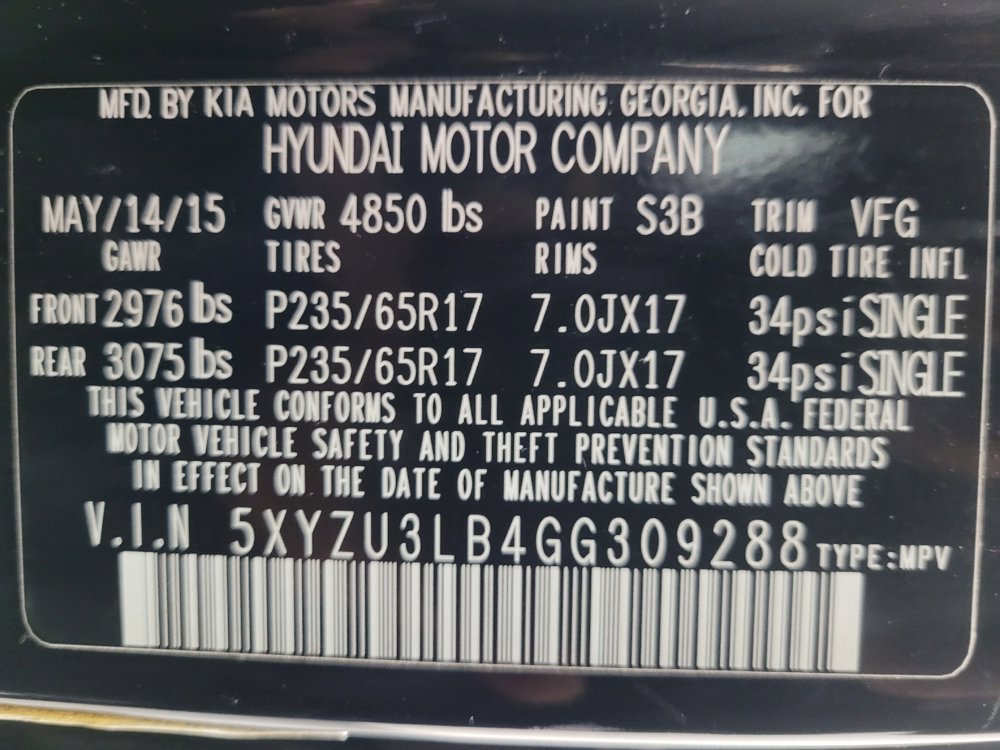 MFD. BY KIA MOTORS MANUFACTURING GEORGIA, INC. FOR
HYUNDAI MOTOR COMPANY
MAY/14/15 GVWR 4850 lbs PAINT S3B TRIM VFG
GAWR TIRES RIMS COLD TIRE INFL
FRONT 2976 lbs P235/65R17 7.0JX17 34psi SINGLE
REAR 3075 lbs P235/65R17 7.0JX17 34psi SINGLE
THIS VEHICLE CONFORMS TO ALL APPLICABLE U.S.A. FEDERAL
MOTOR VEHICLE SAFETY AND THEFT PREVENTION STANDARDS
IN EFFECT ON THE DATE OF MANUFACTURE SHOWN ABOVE
V.I.N 5XYZU3LB4GG309288 TYPE:MPV